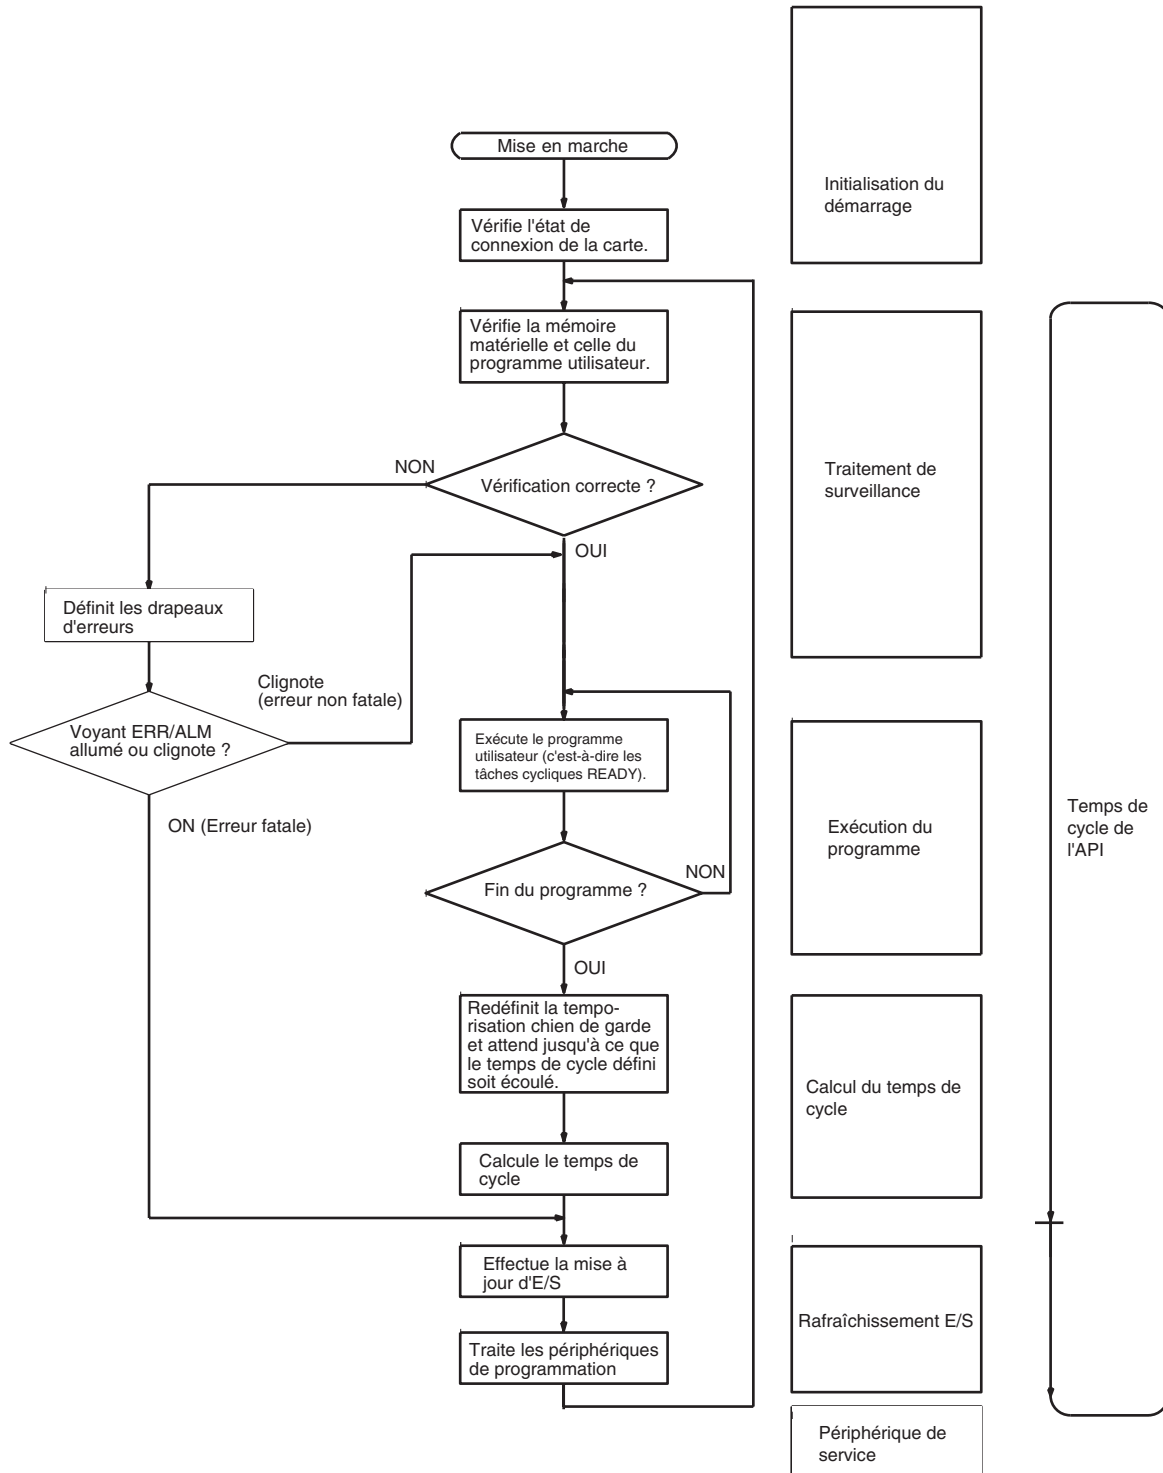 Mise en marche
Initialisation du
démarrage
Vérifie l'état de
connexion de la carte.
Vérifie la mémoire
matérielle et celle du
programme utilisateur.
NON
Vérification correcte ?
Traitement de
surveillance
OUI
Définit les drapeaux
d'erreurs
Clignote
(erreur non fatale)
Voyant ERR/ALM
allumé ou clignote ?
Exécute le programme
utilisateur (c'est-à-dire les
tâches cycliques READY).
ON (Erreur fatale)
Exécution du
programme
Temps de
cycle de
l'API
Fin du programme ?
NON
OUI
Redéfinit la tempo-
risation chien de garde
et attend jusqu'à ce que
le temps de cycle défini
soit écoulé.
Calcul du temps de
cycle
Calcule le temps de
cycle
Effectue la mise à
jour d'E/S
Rafraîchissement E/S
Traite les périphériques
de programmation
Périphérique de
service